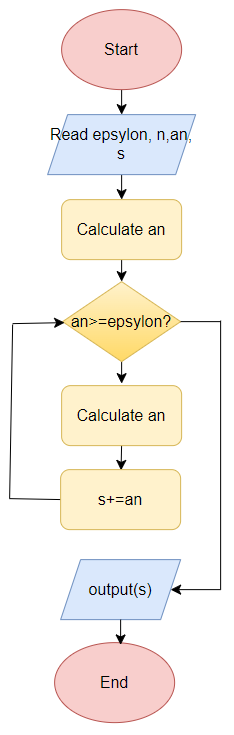 Start
Read epsylon, n,an,
s
Calculate an
an>=epsylon?
Calculate an
s+=an
output(s)
End